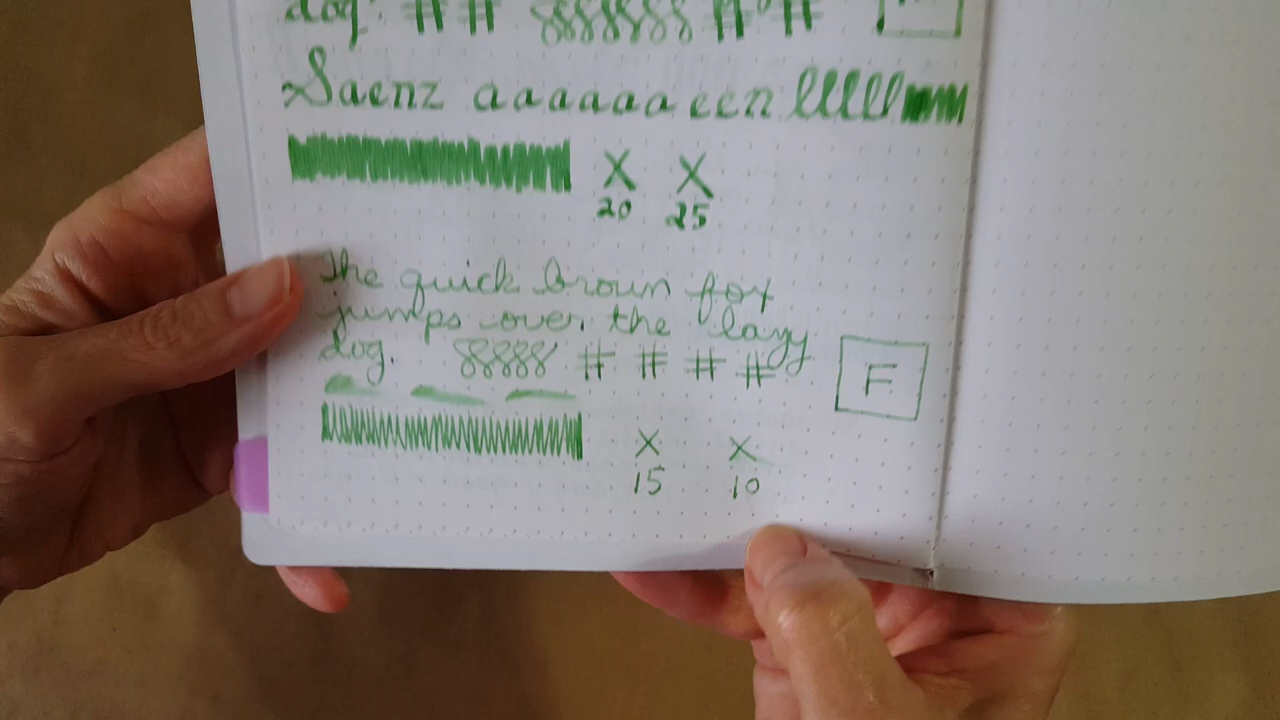 dog. # # 888888 # #
Saenz aaaaaa een lllll
X X
20 25
The quick brown fox
jumps over the lazy
dog. 8888 # # # #
F
X X
15 10